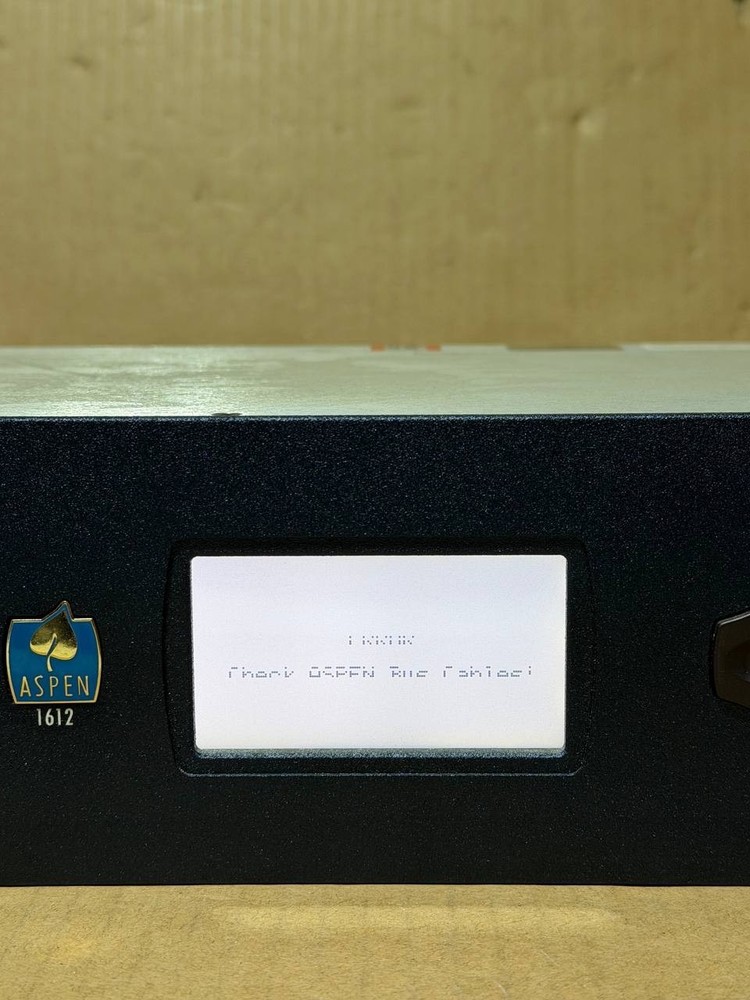 ERROR
Check ASPEN Bus Cables!
ASPEN
1612